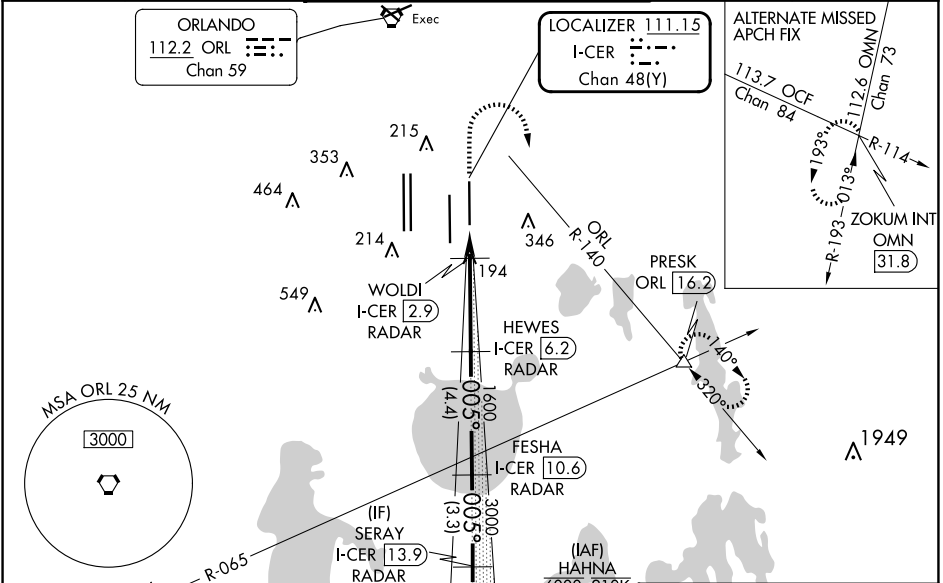 ORLANDO
112.2 ORL
Chan 59
Exec
LOCALIZER 111.15
I-CER
Chan 48(Y)
ALTERNATE MISSED
APCH FIX
113.7 OCF
Chan 84
112.6 OMN
Chan 73
R-114
193°
013°
R-193
ZOKUM INT
OMN
31.8
215
353
464
214
549
346
194
ORL
R-140
PRESK
ORL 16.2
WOLDI
I-CER 2.9
RADAR
HEWES
I-CER 6.2
RADAR
140°
320°
MSA ORL 25 NM
3000
1600
005°
(4.4)
FESHA
I-CER 10.6
RADAR
1949
3000
005°
(3.3)
(IF)
SERAY
I-CER 13.9
RADAR
R-065
(IAF)
HAHNA